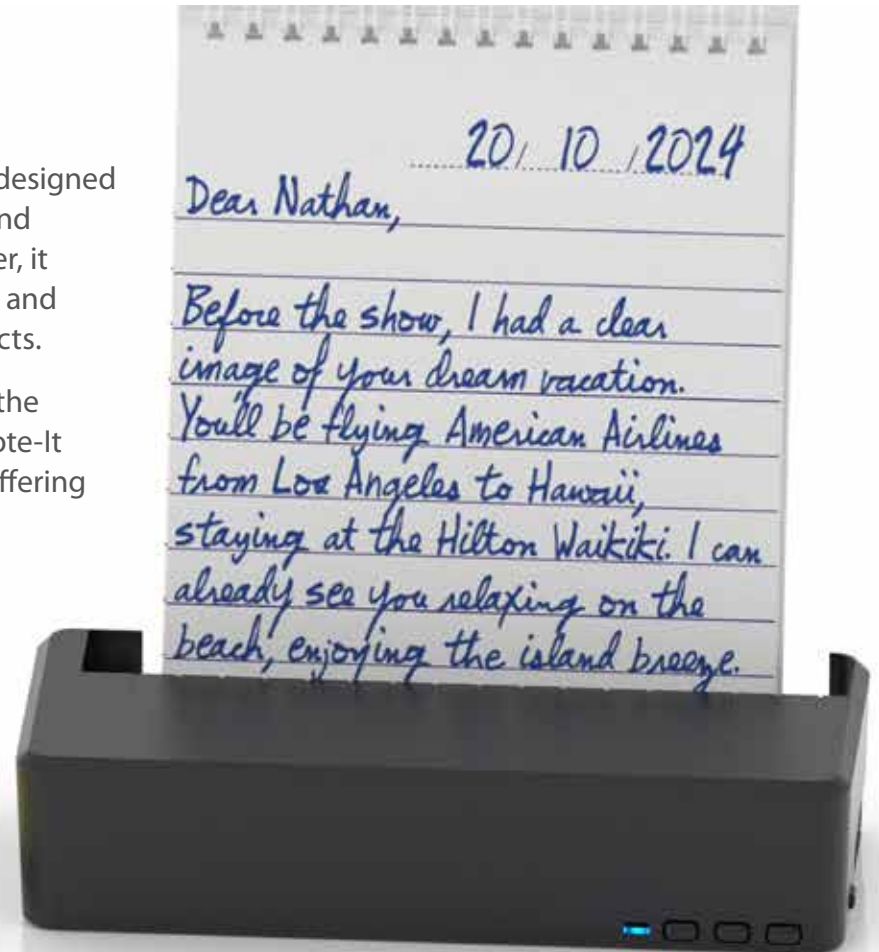 designed
nd
er, it
and
cts.
the
ote-It
ffering
20/ 10 /2024
Dear Nathan,
Before the show, I had a clear
image of your dream vacation.
You'll be flying American Airlines
from Los Angeles to Hawaii,
staying at the Hilton Waikiki. I can
already see you relaxing on the
beach, enjoying the island breeze.